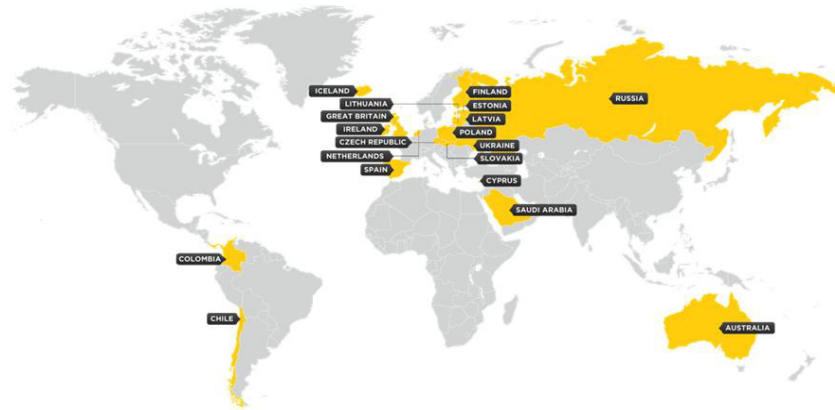 ICELAND
FINLAND
RUSSIA
LITHUANIA
ESTONIA
GREAT BRITAIN
LATVIA
IRELAND
POLAND
CZECH REPUBLIC
UKRAINE
NETHERLANDS
SLOVAKIA
SPAIN
CYPRUS
SAUDI ARABIA
COLOMBIA
CHILE
AUSTRALIA